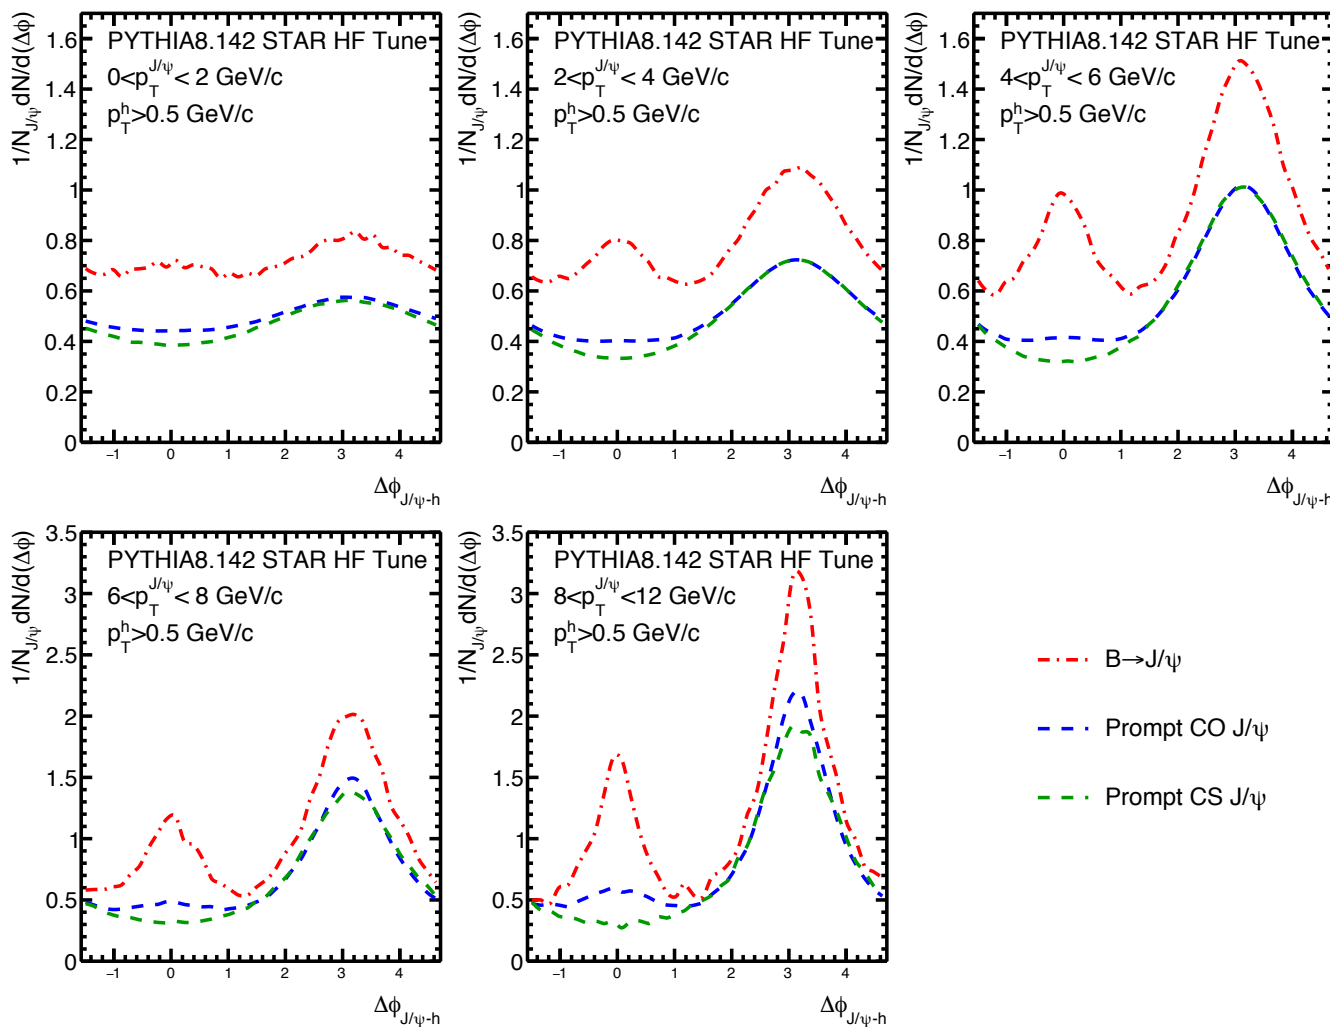 1/N_{J/ψ} dN/d(Δϕ)
PYTHIA8.142 STAR HF Tune
0<p_T^{J/ψ}< 2 GeV/c
p_T^h>0.5 GeV/c
1.6
1.4
1.2
1
0.8
0.6
0.4
0.2
0
−1 0 1 2 3 4
Δϕ_{J/ψ-h}
1/N_{J/ψ} dN/d(Δϕ)
PYTHIA8.142 STAR HF Tune
2<p_T^{J/ψ}< 4 GeV/c
p_T^h>0.5 GeV/c
1.6
1.4
1.2
1
0.8
0.6
0.4
0.2
0
−1 0 1 2 3 4
Δϕ_{J/ψ-h}
1/N_{J/ψ} dN/d(Δϕ)
PYTHIA8.142 STAR HF Tune
4<p_T^{J/ψ}< 6 GeV/c
p_T^h>0.5 GeV/c
1.6
1.4
1.2
1
0.8
0.6
0.4
0.2
0
−1 0 1 2 3 4
Δϕ_{J/ψ-h}
1/N_{J/ψ} dN/d(Δϕ)
PYTHIA8.142 STAR HF Tune
6<p_T^{J/ψ}< 8 GeV/c
p_T^h>0.5 GeV/c
3.5
3
2.5
2
1.5
1
0.5
0
−1 0 1 2 3 4
Δϕ_{J/ψ-h}
1/N_{J/ψ} dN/d(Δϕ)
PYTHIA8.142 STAR HF Tune
8<p_T^{J/ψ}<12 GeV/c
p_T^h>0.5 GeV/c
3.5
3
2.5
2
1.5
1
0.5
0
−1 0 1 2 3 4
Δϕ_{J/ψ-h}
B→J/ψ
Prompt CO J/ψ
Prompt CS J/ψ